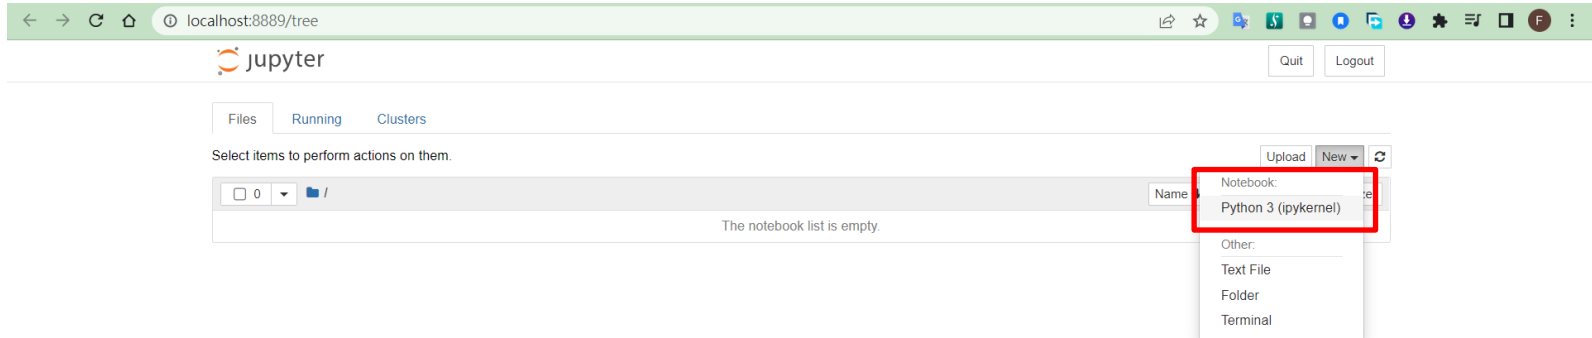 localhost:8889/tree
F
jupyter
Quit
Logout
Files
Running
Clusters
Select items to perform actions on them.
Upload
New
0
/
Name
The notebook list is empty.
Notebook:
Python 3 (ipykernel)
Other:
Text File
Folder
Terminal